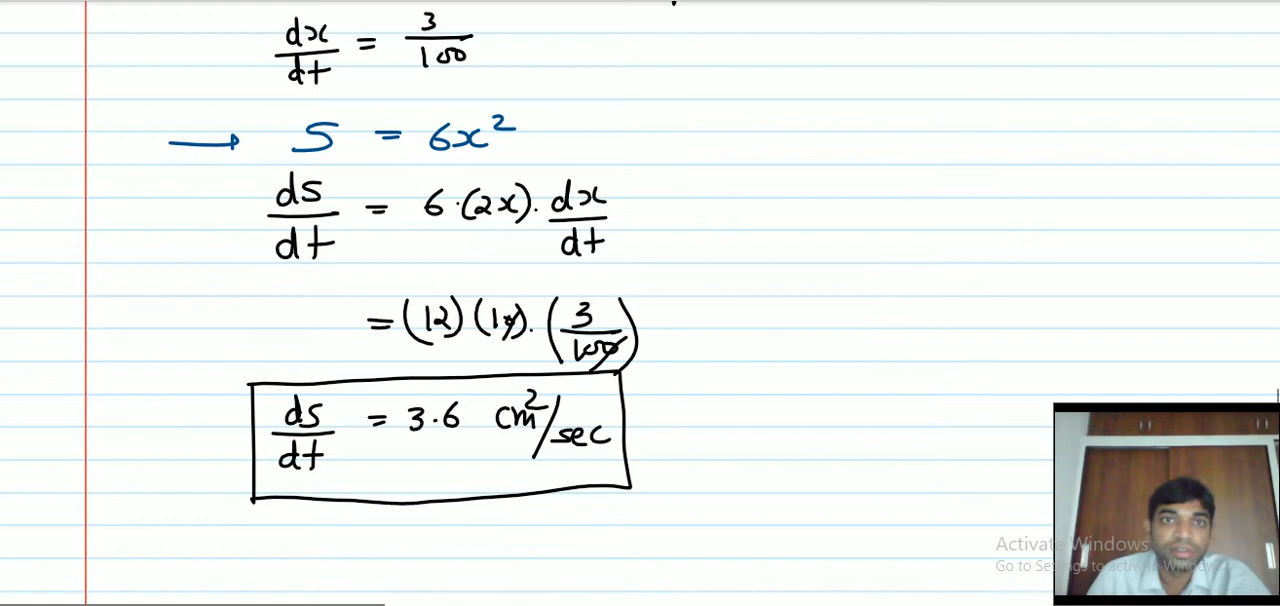 dx/dt = 3/100
→ S = 6x²
ds/dt = 6·(2x)·dx/dt
= (12)(10)·(3/100)
ds/dt = 3.6 cm²/sec
Activate Windows
Go to Settings to activate Windows.